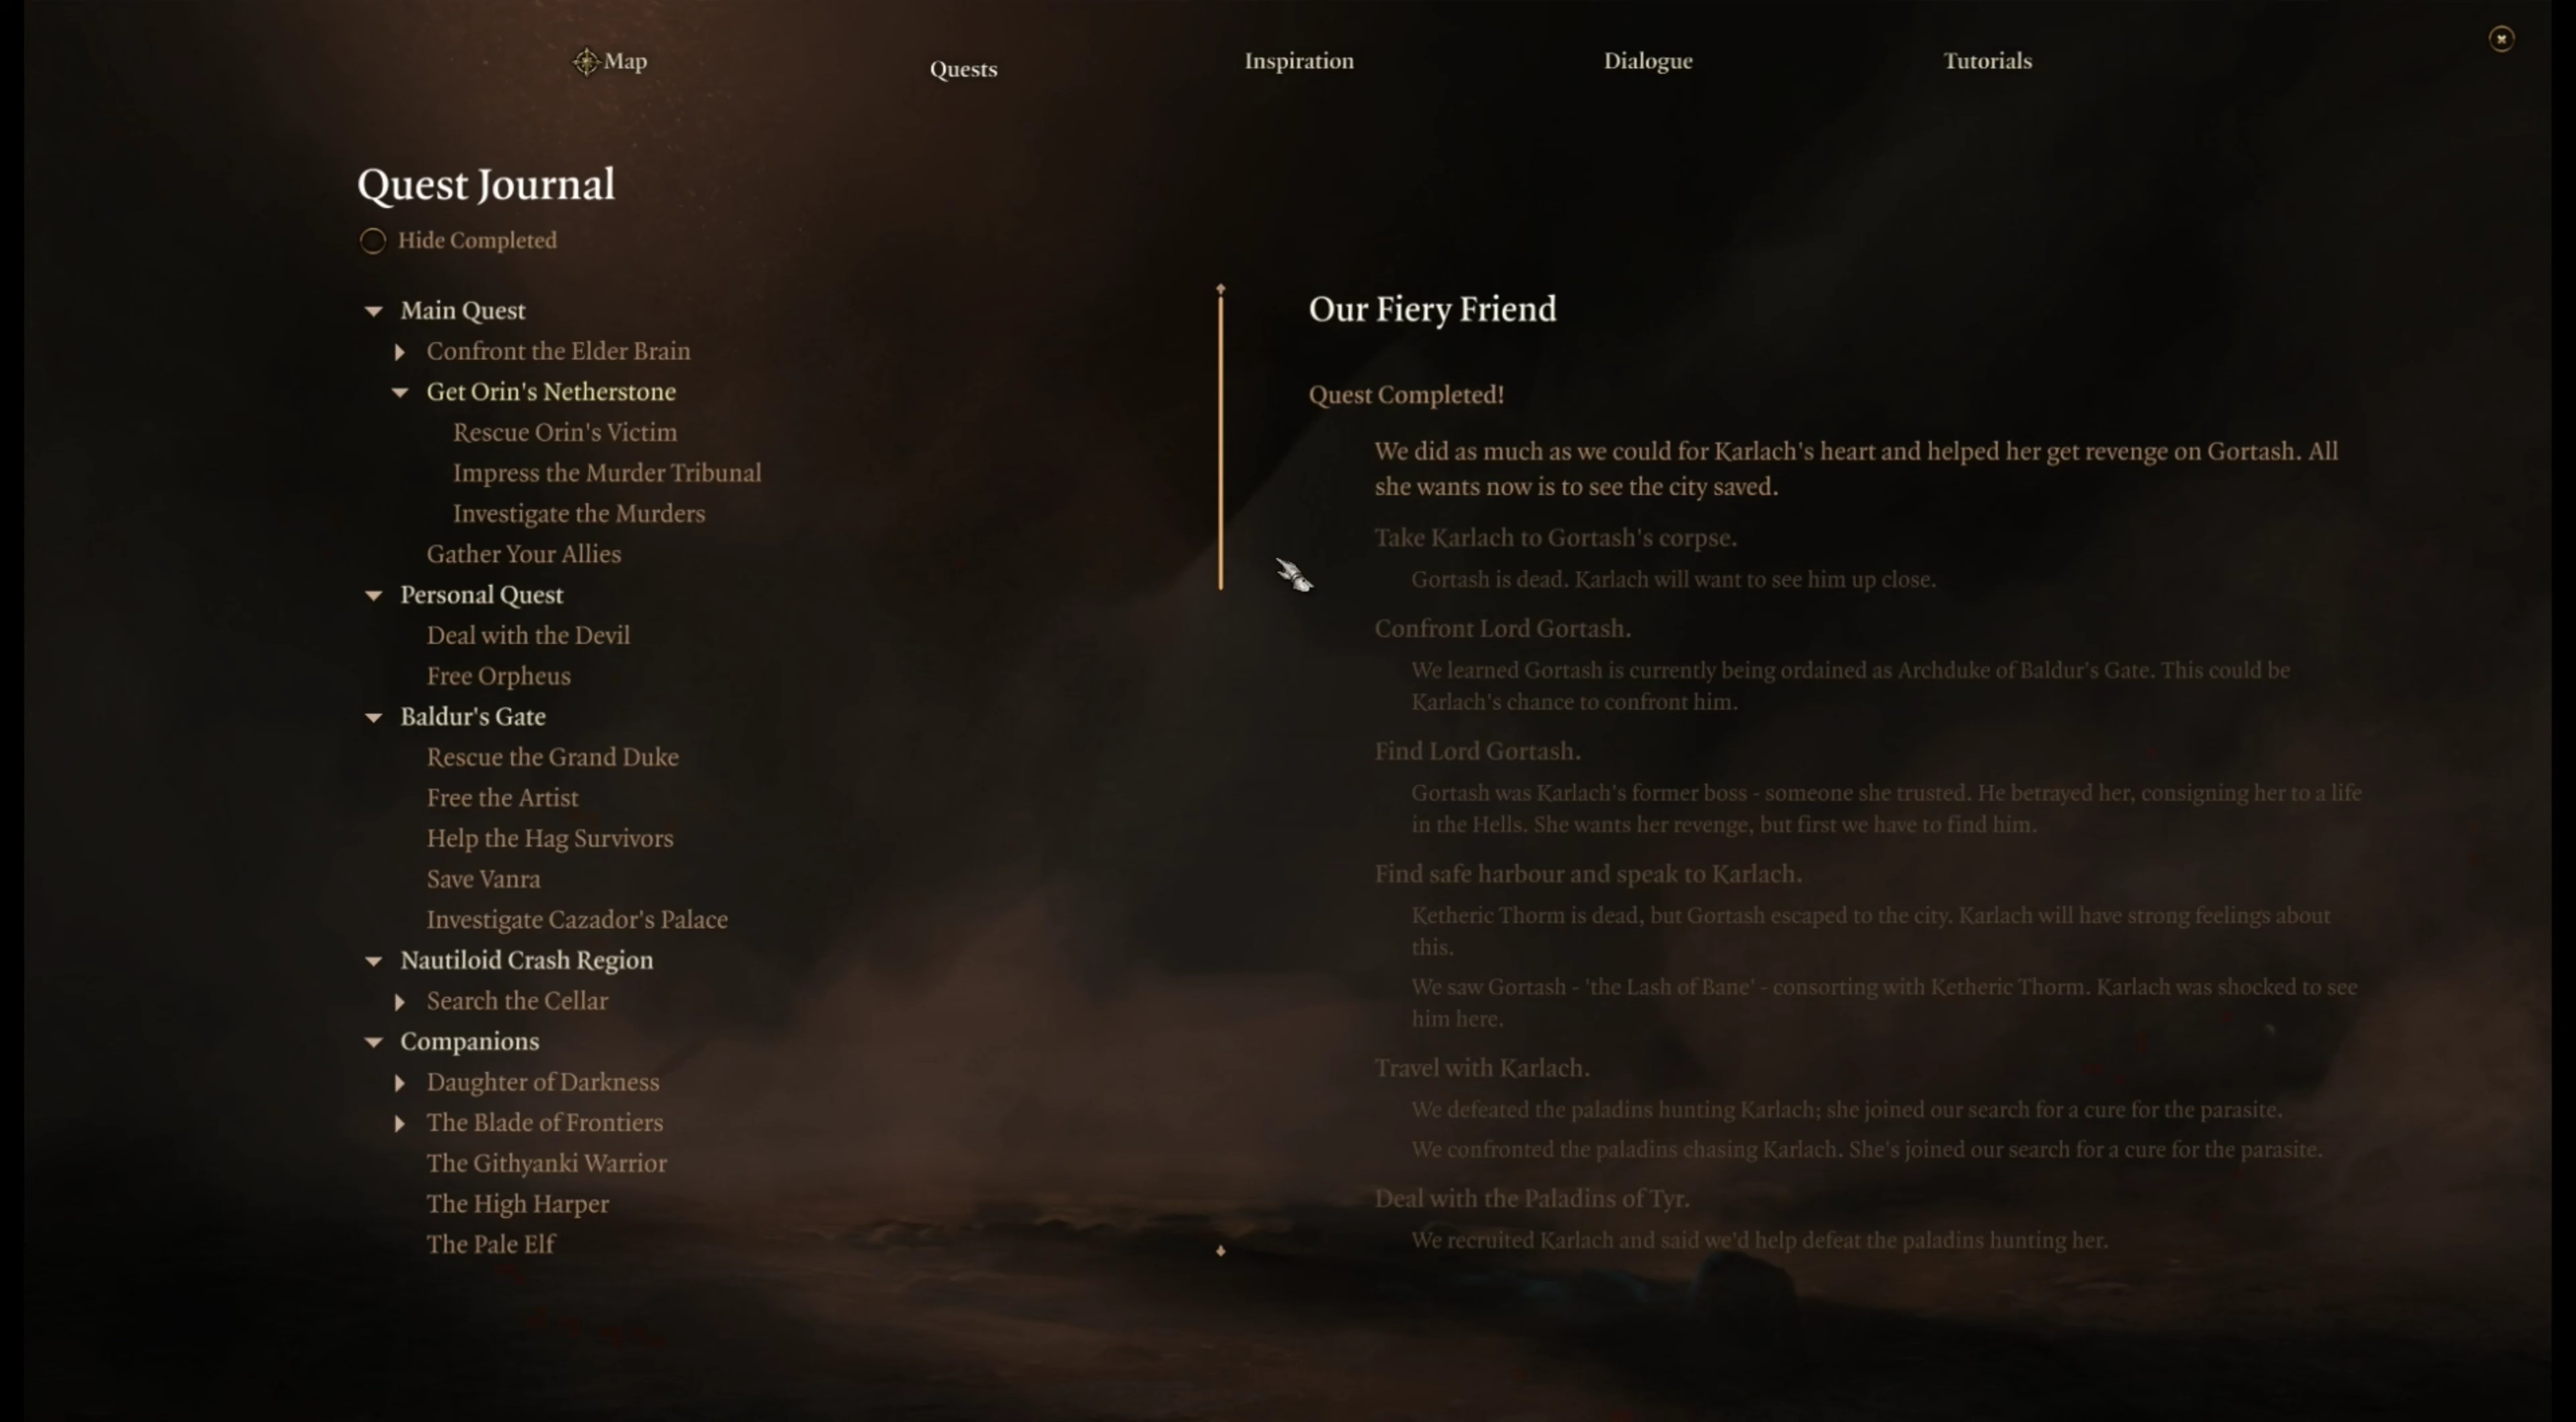 Map
Quests
Inspiration
Dialogue
Tutorials
Quest Journal
Hide Completed
Main Quest
Confront the Elder Brain
Get Orin's Netherstone
Rescue Orin's Victim
Impress the Murder Tribunal
Investigate the Murders
Gather Your Allies
Personal Quest
Deal with the Devil
Free Orpheus
Baldur's Gate
Rescue the Grand Duke
Free the Artist
Help the Hag Survivors
Save Vanra
Investigate Cazador's Palace
Nautiloid Crash Region
Search the Cellar
Companions
Daughter of Darkness
The Blade of Frontiers
The Githyanki Warrior
The High Harper
The Pale Elf
Our Fiery Friend
Quest Completed!
We did as much as we could for Karlach's heart and helped her get revenge on Gortash. All
she wants now is to see the city saved.
Take Karlach to Gortash's corpse.
Gortash is dead. Karlach will want to see him up close.
Confront Lord Gortash.
We learned Gortash is currently being ordained as Archduke of Baldur's Gate. This could be
Karlach's chance to confront him.
Find Lord Gortash.
Gortash was Karlach's former boss - someone she trusted. He betrayed her, consigning her to a life
in the Hells. She wants her revenge, but first we have to find him.
Find safe harbour and speak to Karlach.
Ketheric Thorm is dead, but Gortash escaped to the city. Karlach will have strong feelings about
this.
We saw Gortash - 'the Lash of Bane' - consorting with Ketheric Thorm. Karlach was shocked to see
him here.
Travel with Karlach.
We defeated the paladins hunting Karlach; she joined our search for a cure for the parasite.
We confronted the paladins chasing Karlach. She's joined our search for a cure for the parasite.
Deal with the Paladins of Tyr.
We recruited Karlach and said we'd help defeat the paladins hunting her.